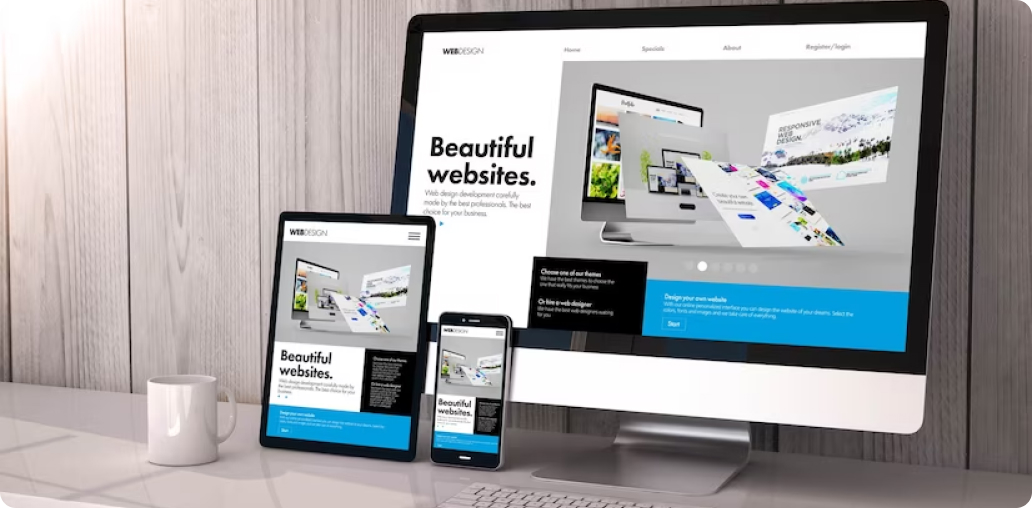 WEBDESIGN
Home Specials About Register/login
Beautiful
websites.
Web design development carefully
made by the best professionals. The best
choice for your business.
RESPONSIVE
WEB
DESIGN.
Choose one of our themes
We have the best themes to choose the
one that really fits your business
Or hire a web designer
We have the best web designers waiting
for you
Design your own website
With our online personalized interface you can design the website of your dreams. Select the
colors, fonts and images and we take care of everything.
Start
WEBDESIGN
Beautiful
websites.
Web design development carefully made by
the best professionals. The best choice for your
business.
Choose one of our themes
Or hire a web designer
Design your own website
Start
WEBDESIGN
Beautiful
websites.